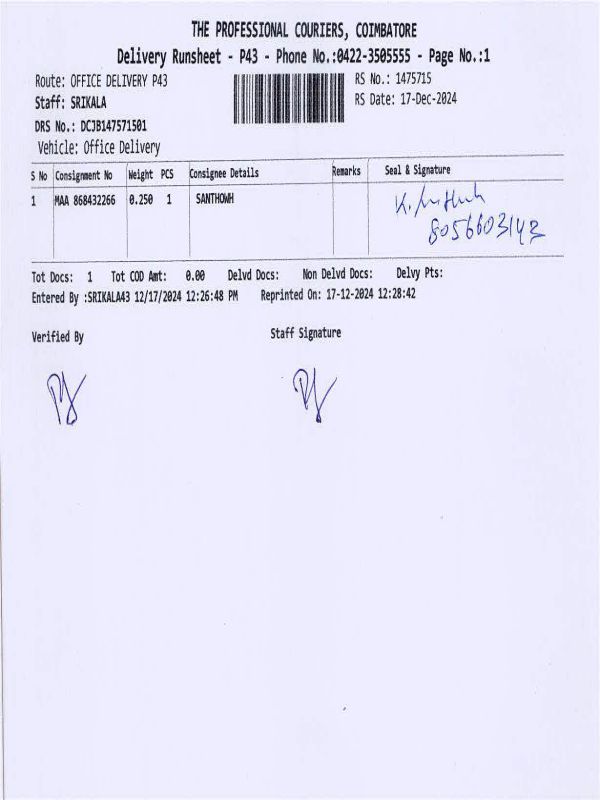 THE PROFESSIONAL COURIERS, COIMBATORE
Delivery Runsheet - P43 - Phone No.:0422-3505555 - Page No.:1
Route: OFFICE DELIVERY P43
RS No.: 1475715
Staff: SRIKALA
RS Date: 17-Dec-2024
DRS No.: DCJB147571501
Vehicle: Office Delivery
S No Consignment No Weight PCS Consignee Details Remarks Seal & Signature
1 MAA 868432266 0.250 1 SANTHOWH K.
8056603143
Tot Docs: 1 Tot COD Amt: 0.00 Delvd Docs: Non Delvd Docs: Delvy Pts:
Entered By :SRIKALA43 12/17/2024 12:26:48 PM Reprinted On: 17-12-2024 12:28:42
Verified By Staff Signature